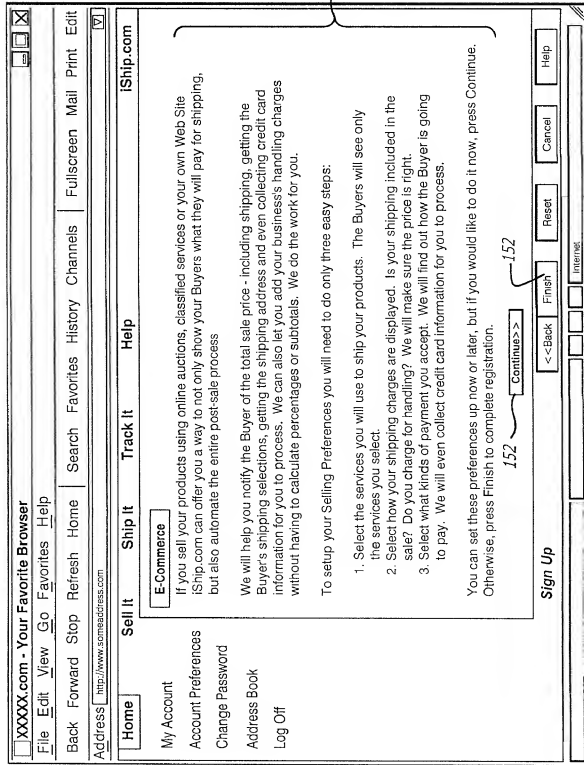 XXXXX.com - Your Favorite Browser
File Edit View Go Favorites Help
Back Forward Stop Refresh Home Search Favorites History Channels Fullscreen Mail Print Edit
Address http://www.someaddress.com
Home Sell It Ship It Track It Help iShip.com
My Account
Account Preferences
Change Password
Address Book
Log Off
E-Commerce
If you sell your products using online auctions, classified services or your own Web Site
iShip.com can offer you a way to not only show your Buyers what they will pay for shipping,
but also automate the entire post-sale process
We will help you notify the Buyer of the total sale price - including shipping, getting the
Buyer's shipping selections, getting the shipping address and even collecting credit card
information for you to process. We can also let you add your business's handling charges
without having to calculate percentages or subtotals. We do the work for you.
To setup your Selling Preferences you will need to do only three easy steps:
1. Select the services you will use to ship your products. The Buyers will see only
the services you select.
2. Select how your shipping charges are displayed. Is your shipping included in the
sale? Do you charge for handling? We will make sure the price is right.
3. Select what kinds of payment you accept. We will find out how the Buyer is going
to pay. We will even collect credit card information for you to process.
You can set these preferences up now or later, but if you would like to do it now, press Continue.
Otherwise, press Finish to complete registration.
152 Continue>> 152
Sign Up <<Back Finish Reset Cancel Help
Internet